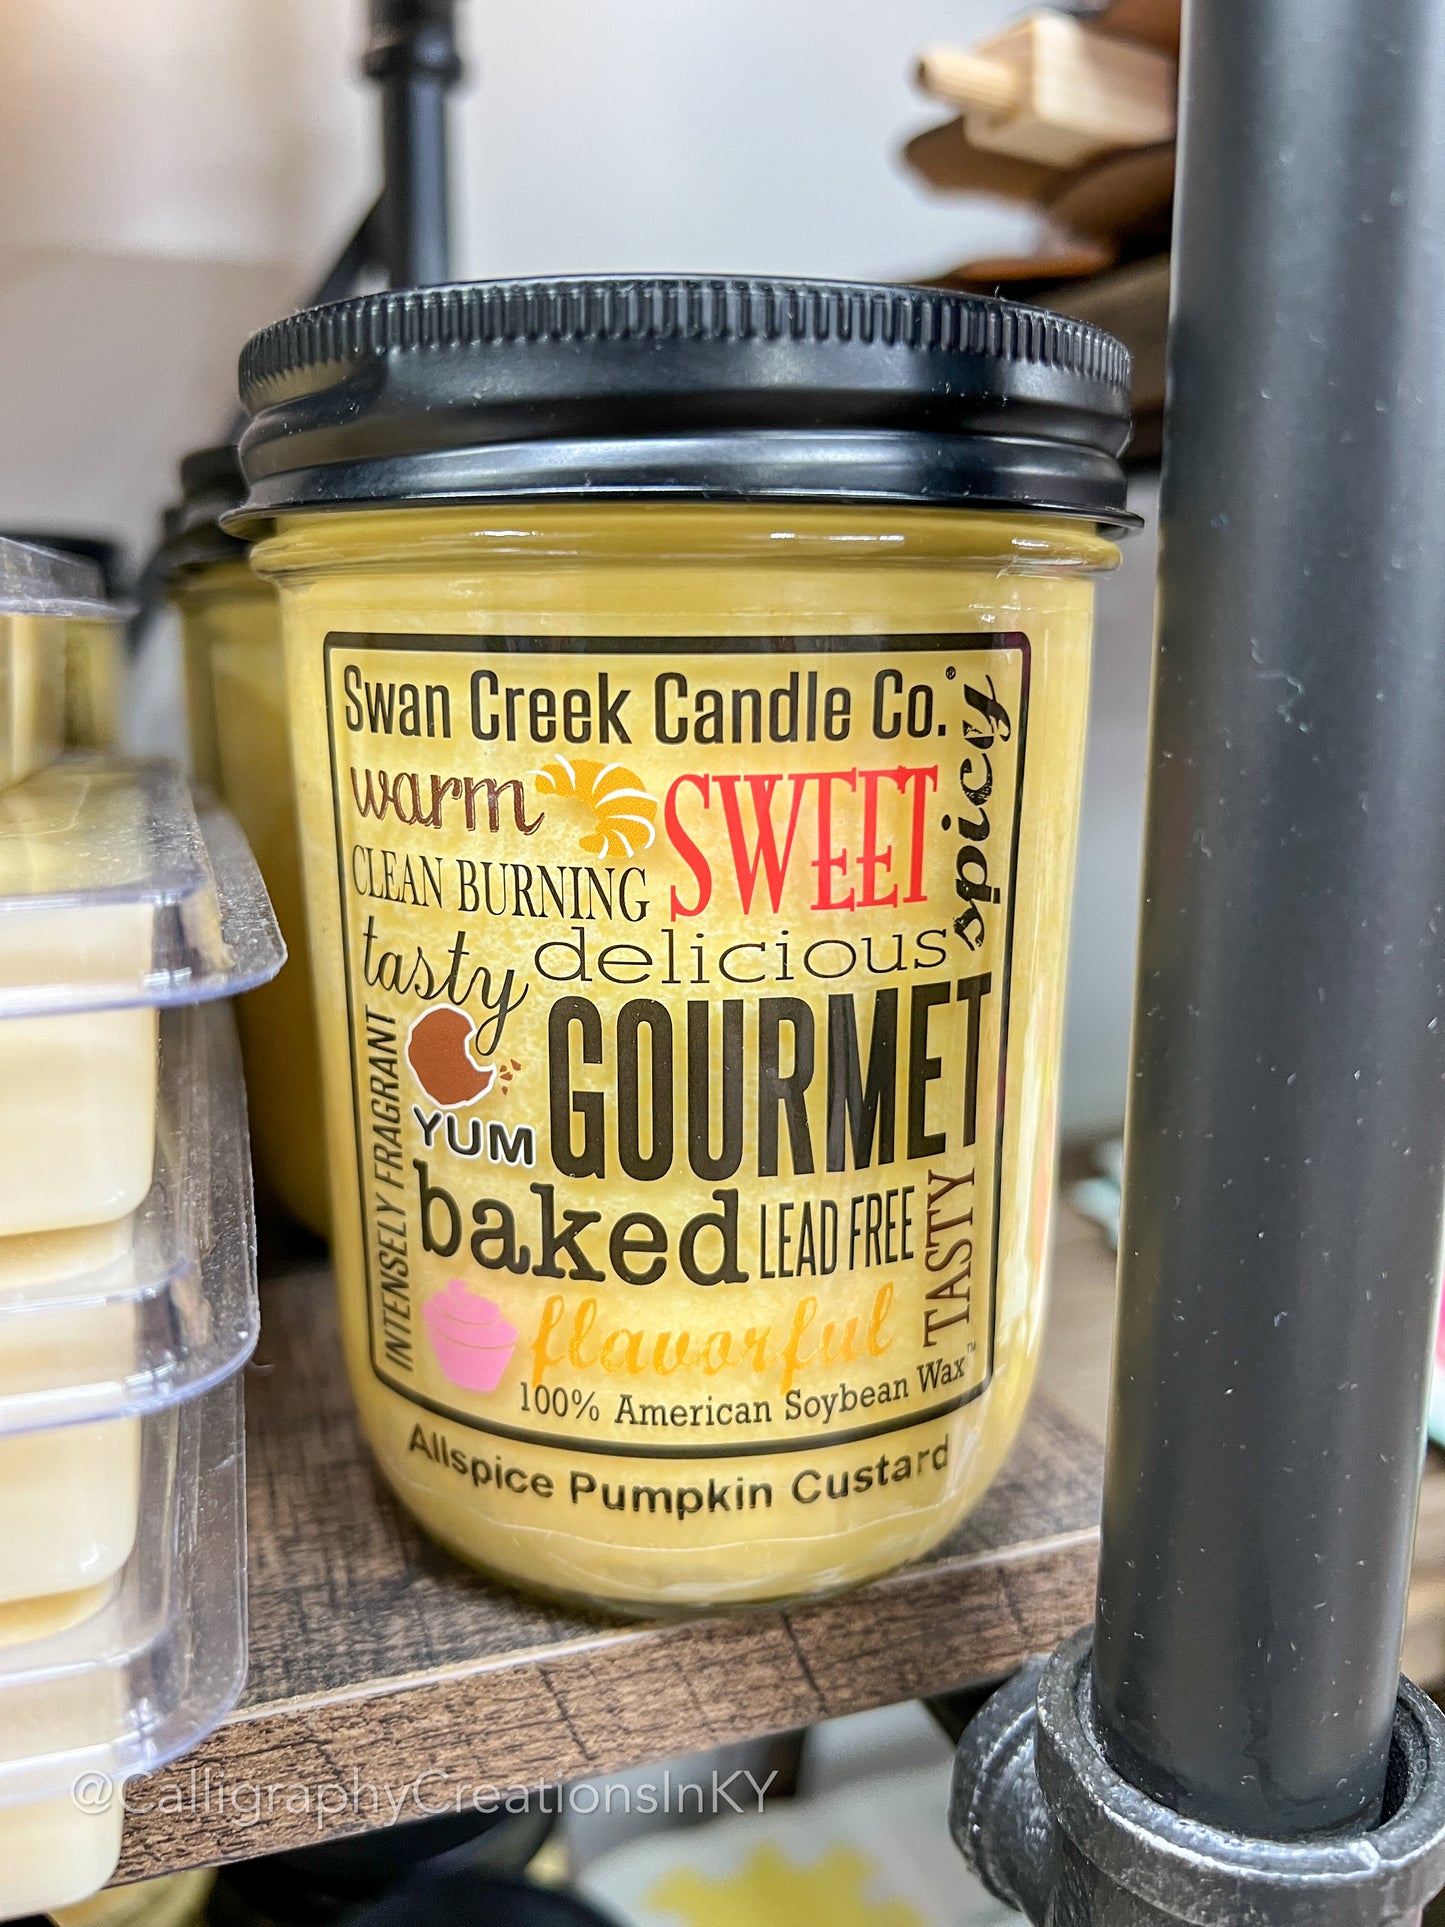 Swan Creek Candle Co.®
warm
SWEET
spicy
CLEAN BURNING
tasty
delicious
GOURMET
YUM
INTENSELY FRAGRANT
baked
LEAD FREE
TASTY
flavorful
100% American Soybean Wax™
Allspice Pumpkin Custard
@CalligraphyCreationsInKY